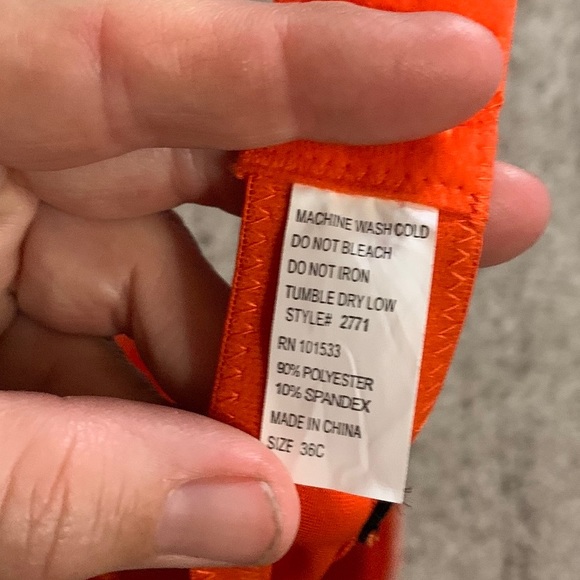 MACHINE WASH COLD
DO NOT BLEACH
DO NOT IRON
TUMBLE DRY LOW
STYLE# 2771
RN 101533
90% POLYESTER
10% SPANDEX
MADE IN CHINA
SIZE 36C